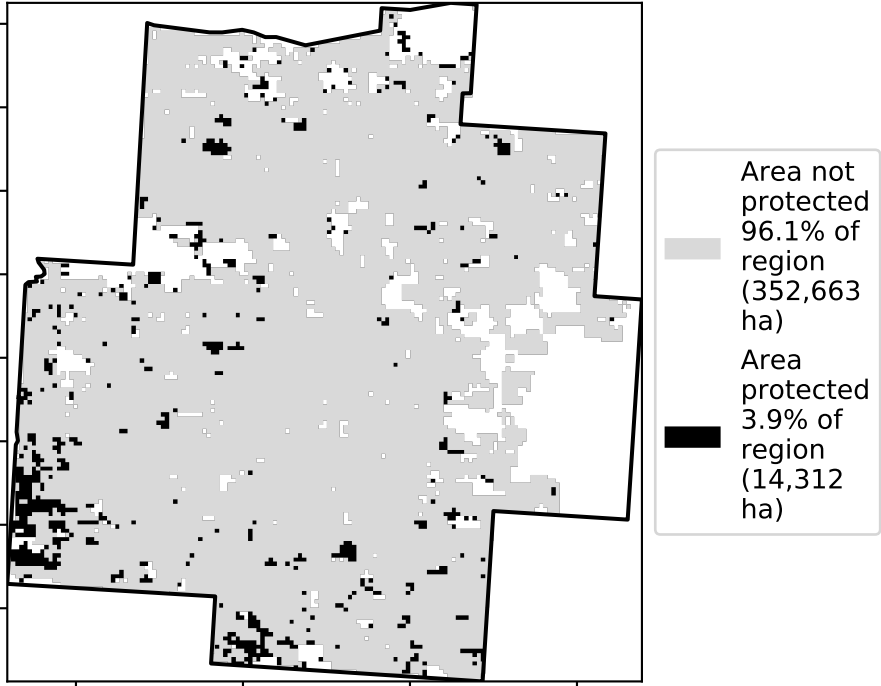 Area not
protected
96.1% of
region
(352,663
ha)
Area
protected
3.9% of
region
(14,312
ha)